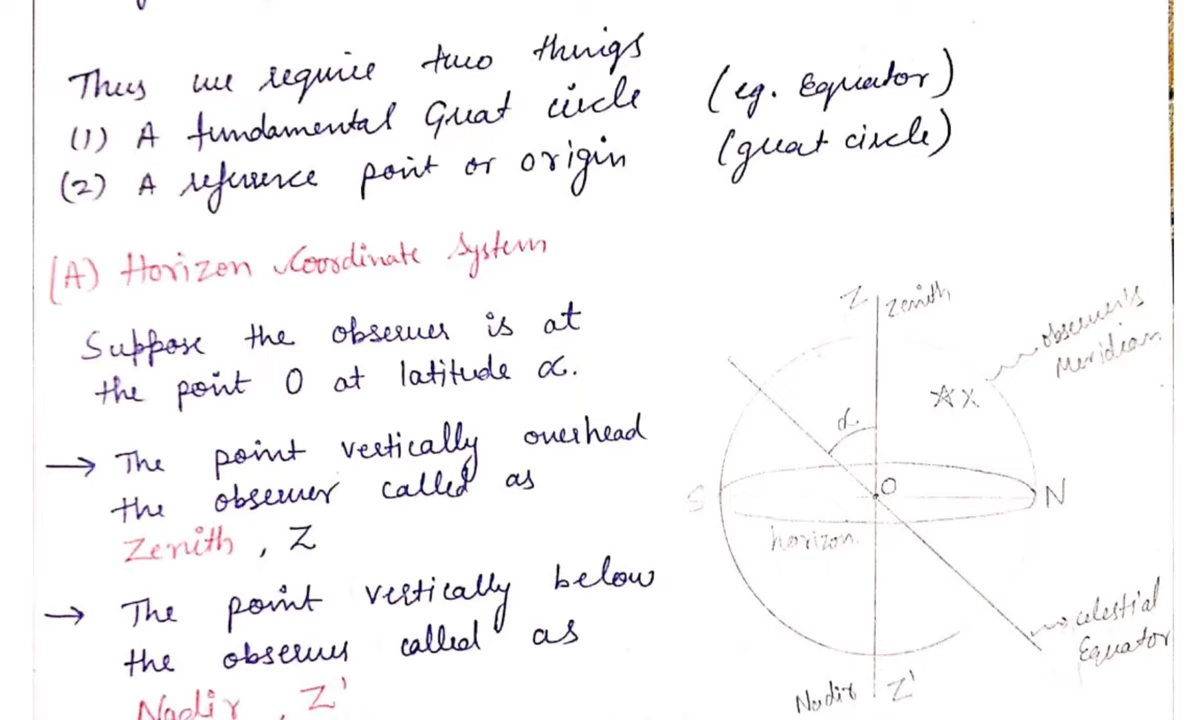 Thus we require two things
(1) A fundamental Great circle (eg. Equator)
(2) A reference point or origin (great circle)
(A) Horizon Coordinate System
Suppose the observer is at
the point O at latitude α.
→ The point vertically overhead
the observer called as
Zenith, Z
→ The point vertically below
the observer called as
Nadir, Z'
Z Zenith
observer's
Meridian
X
α
O
S
N
horizon
celestial
Equator
Nadir Z'